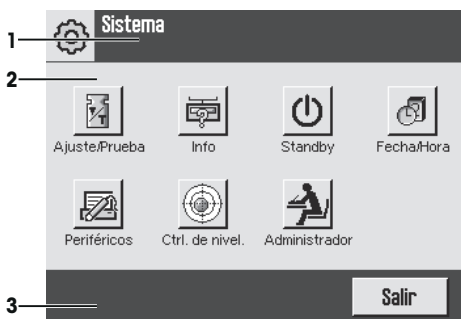 Sistema
1
2
Ajuste/Prueba
Info
Standby
Fecha/Hora
Periféricos
Ctrl. de nivel.
Administrador
3
Salir